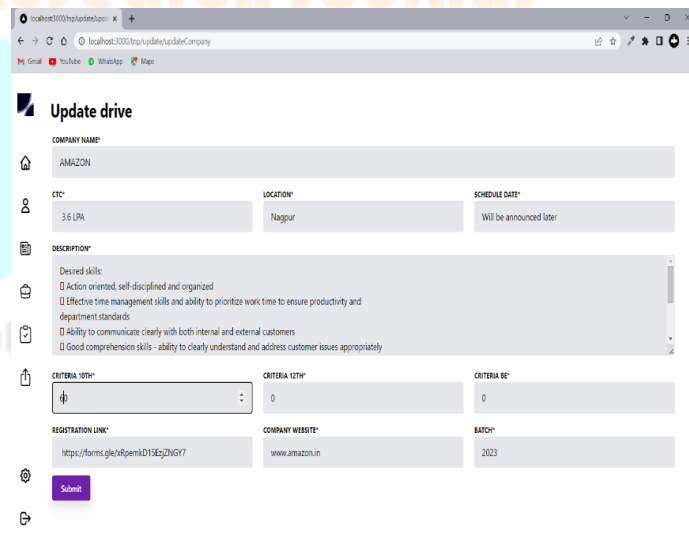 localhost:3000/tnp/update/updat x
localhost:3000/tnp/update/updateCompany
Gmail YouTube WhatsApp Maps
Update drive
COMPANY NAME*
AMAZON
CTC* LOCATION* SCHEDULE DATE*
3.6 LPA Nagpur Will be announced later
DESCRIPTION*
Desired skills:
▯ Action oriented, self-disciplined and organized
▯ Effective time management skills and ability to prioritize work time to ensure productivity and
department standards
▯ Ability to communicate clearly with both internal and external customers
▯ Good comprehension skills - ability to clearly understand and address customer issues appropriately
CRITERIA 10TH* CRITERIA 12TH* CRITERIA BE*
60 0 0
REGISTRATION LINK* COMPANY WEBSITE* BATCH*
https://forms.gle/xRpemkD15EzjZNGY7 www.amazon.in 2023
Submit